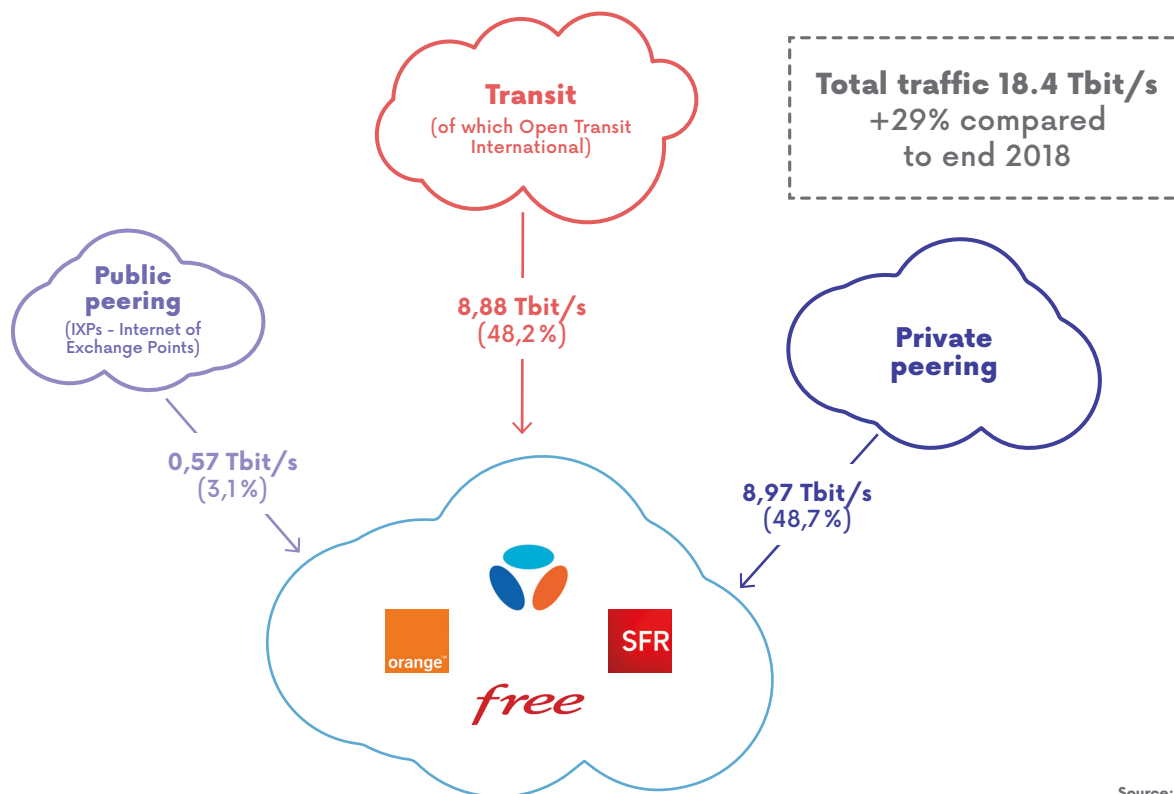 Transit
(of which Open Transit
International)
Total traffic 18.4 Tbit/s
+29% compared
to end 2018
Public
peering
(IXPs - Internet of
Exchange Points)
8,88 Tbit/s
(48,2%)
Private
peering
0,57 Tbit/s
(3,1%)
8,97 Tbit/s
(48,7%)
orange™
SFR
free
Source: